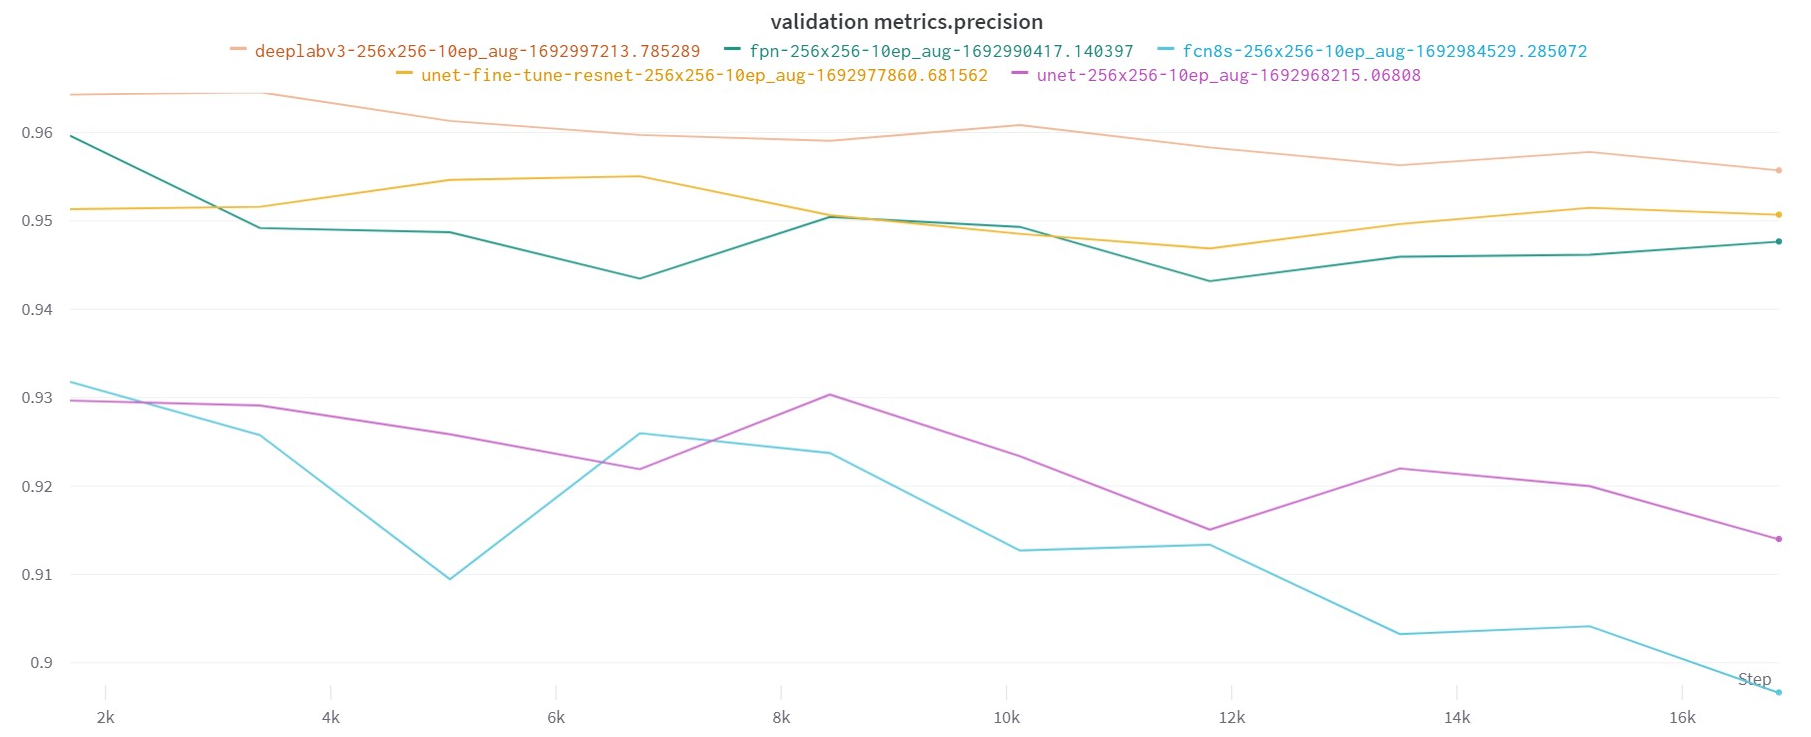 validation metrics.precision
deeplabv3-256x256-10ep_aug-1692997213.785289 fpn-256x256-10ep_aug-1692990417.140397 fcn8s-256x256-10ep_aug-1692984529.285072
unet-fine-tune-resnet-256x256-10ep_aug-1692977860.681562 unet-256x256-10ep_aug-1692968215.06808
0.96
0.95
0.94
0.93
0.92
0.91
0.9
Step
2k 4k 6k 8k 10k 12k 14k 16k